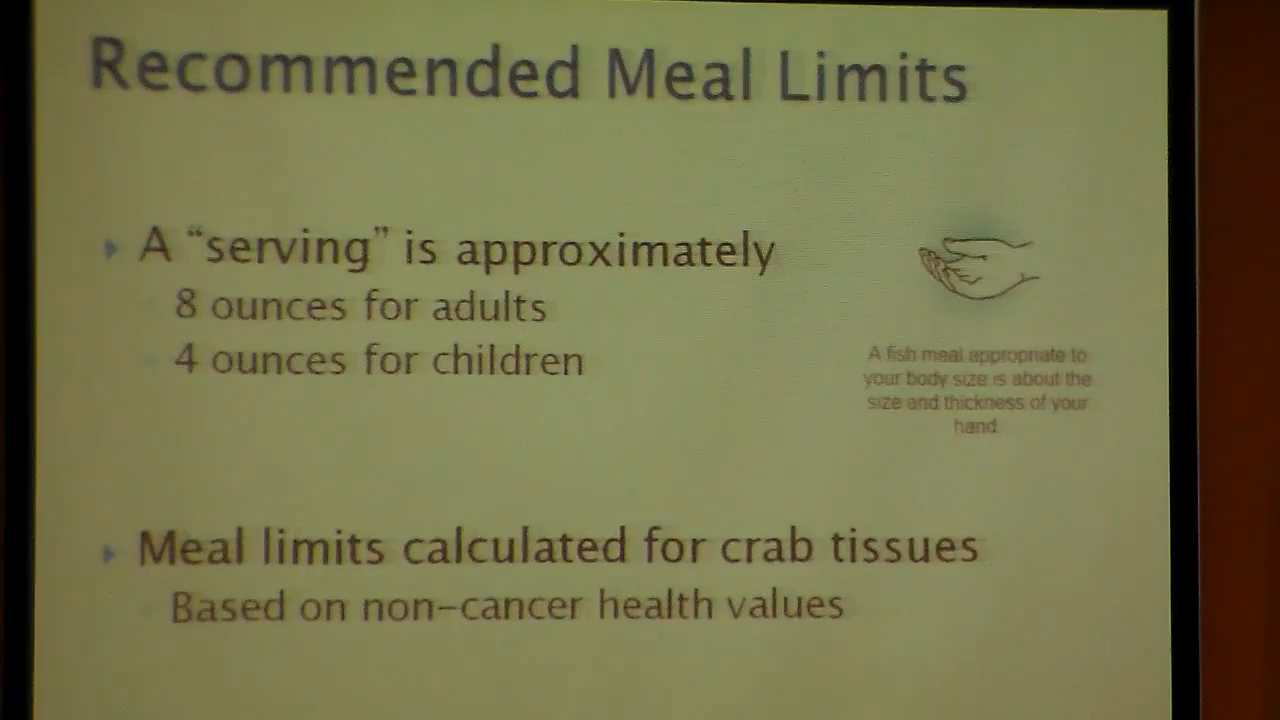 Recommended Meal Limits
A “serving” is approximately
8 ounces for adults
4 ounces for children
A fish meal appropriate to
your body size is about the
size and thickness of your
hand
Meal limits calculated for crab tissues
Based on non-cancer health values